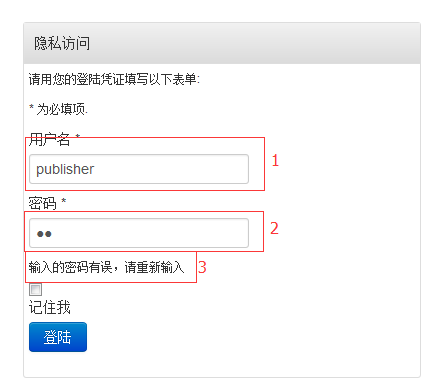 隐私访问
请用您的登陆凭证填写以下表单:
* 为必填项.
用户名 *
publisher
1
密码 *
●●
2
输入的密码有误，请重新输入
3
记住我
登陆